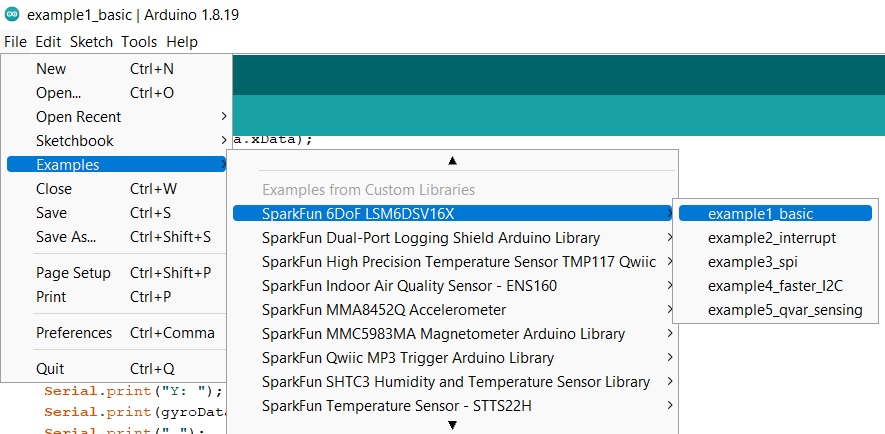 example1_basic | Arduino 1.8.19
File Edit Sketch Tools Help
New Ctrl+N
Open... Ctrl+O
Open Recent
Sketchbook
Examples
Close Ctrl+W
Save Ctrl+S
Save As... Ctrl+Shift+S
Page Setup Ctrl+Shift+P
Print Ctrl+P
Preferences Ctrl+Comma
Quit Ctrl+Q
a.xData);
Examples from Custom Libraries
SparkFun 6DoF LSM6DSV16X
SparkFun Dual-Port Logging Shield Arduino Library
SparkFun High Precision Temperature Sensor TMP117 Qwiic
SparkFun Indoor Air Quality Sensor - ENS160
SparkFun MMA8452Q Accelerometer
SparkFun MMC5983MA Magnetometer Arduino Library
SparkFun Qwiic MP3 Trigger Arduino Library
SparkFun SHTC3 Humidity and Temperature Sensor Library
SparkFun Temperature Sensor - STTS22H
example1_basic
example2_interrupt
example3_spi
example4_faster_I2C
example5_qvar_sensing
Serial.print("Y: ");
Serial.print(gyroData
Serial.print(" ");